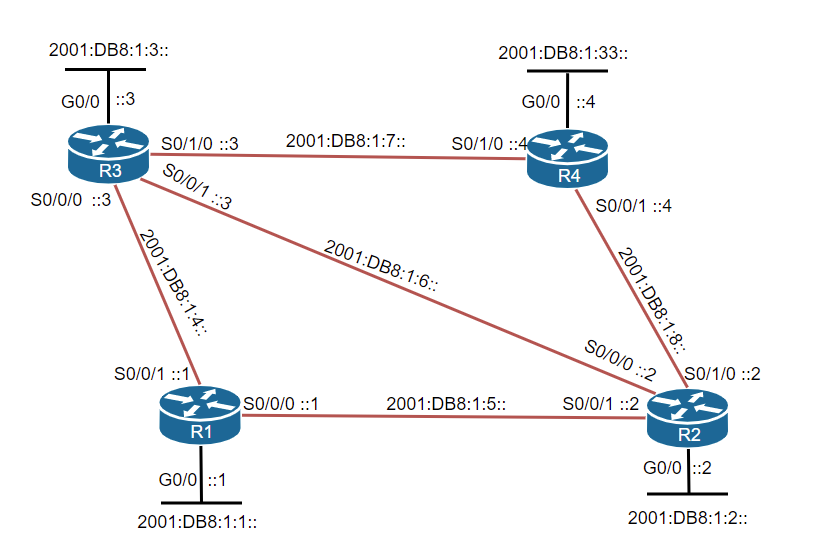 2001:DB8:1:3::
2001:DB8:1:33::
G0/0 ::3
G0/0 ::4
R3
S0/1/0 ::3
2001:DB8:1:7::
S0/1/0 ::4
R4
S0/0/0 ::3
S0/0/1 ::3
S0/0/1 ::4
2001:DB8:1:4::
2001:DB8:1:6::
2001:DB8:1:8::
S0/0/1 ::1
S0/0/0 ::2
S0/1/0 ::2
R1
S0/0/0 ::1
2001:DB8:1:5::
S0/0/1 ::2
R2
G0/0 ::1
G0/0 ::2
2001:DB8:1:1::
2001:DB8:1:2::